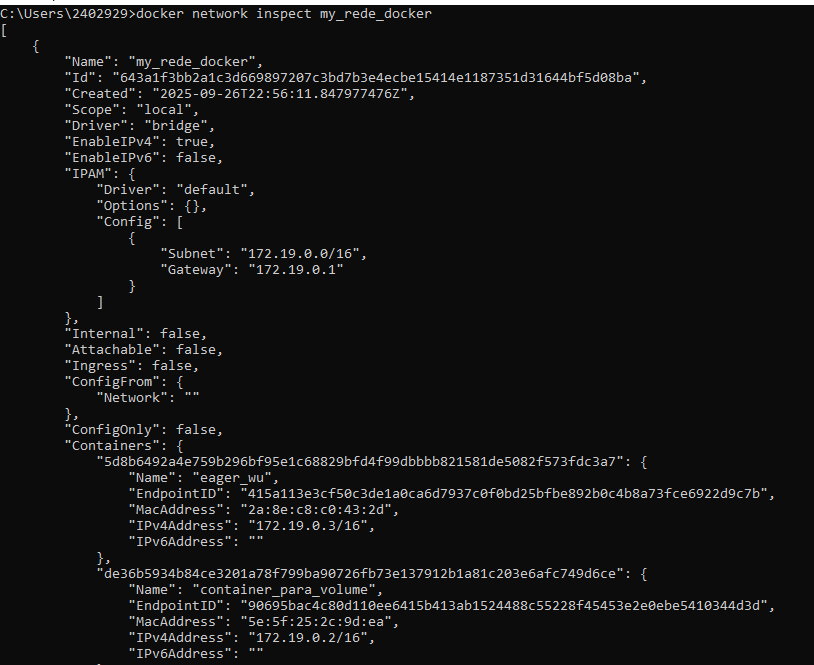 C:\Users\2402929>docker network inspect my_rede_docker
[
    {
        "Name": "my_rede_docker",
        "Id": "643a1f3bb2a1c3d669897207c3bd7b3e4ecbe15414e1187351d31644bf5d08ba",
        "Created": "2025-09-26T22:56:11.847977476Z",
        "Scope": "local",
        "Driver": "bridge",
        "EnableIPv4": true,
        "EnableIPv6": false,
        "IPAM": {
            "Driver": "default",
            "Options": {},
            "Config": [
                {
                    "Subnet": "172.19.0.0/16",
                    "Gateway": "172.19.0.1"
                }
            ]
        },
        "Internal": false,
        "Attachable": false,
        "Ingress": false,
        "ConfigFrom": {
            "Network": ""
        },
        "ConfigOnly": false,
        "Containers": {
            "5d8b6492a4e759b296bf95e1c68829bfd4f99dbbbb821581de5082f573fdc3a7": {
                "Name": "eager_wu",
                "EndpointID": "415a113e3cf50c3de1a0ca6d7937c0f0bd25bfbe892b0c4b8a73fce6922d9c7b",
                "MacAddress": "2a:8e:c8:c0:43:2d",
                "IPv4Address": "172.19.0.3/16",
                "IPv6Address": ""
            },
            "de36b5934b84ce3201a78f799ba90726fb73e137912b1a81c203e6afc749d6ce": {
                "Name": "container_para_volume",
                "EndpointID": "90695bac4c80d110ee6415b413ab1524488c55228f45453e2e0ebe5410344d3d",
                "MacAddress": "5e:5f:25:2c:9d:ea",
                "IPv4Address": "172.19.0.2/16",
                "IPv6Address": ""